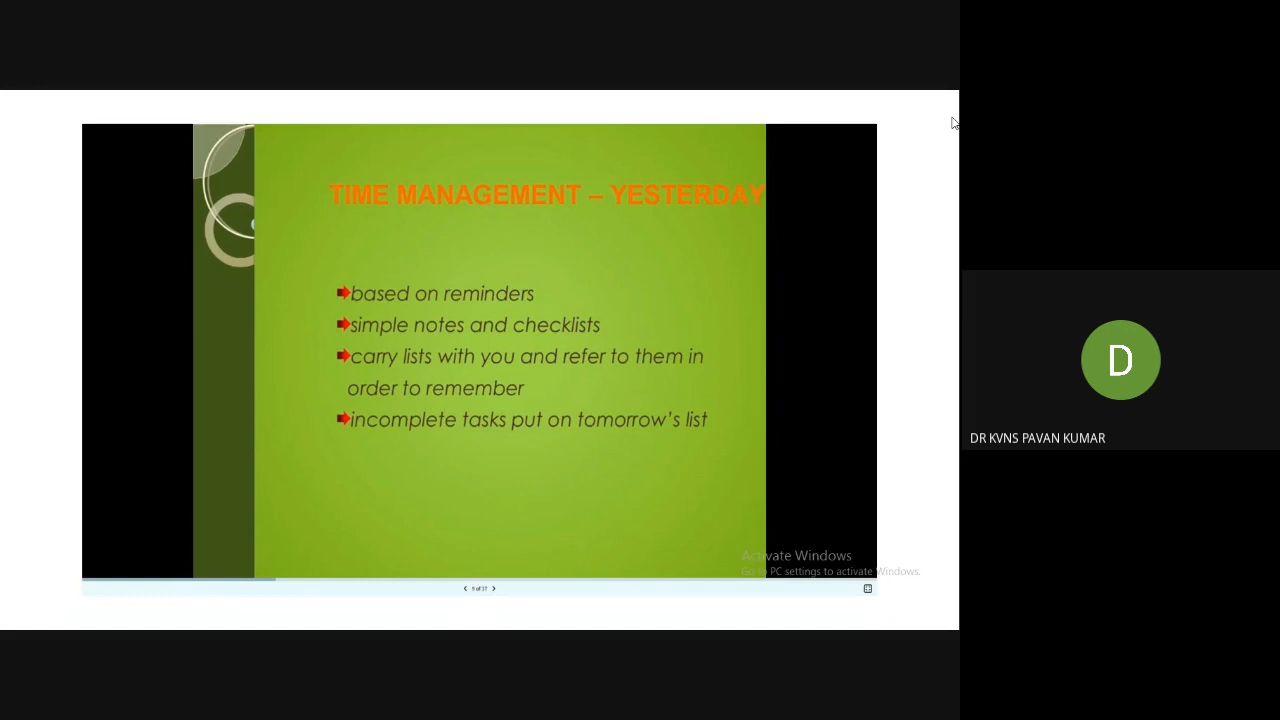 TIME MANAGEMENT – YESTERDAY
based on reminders
simple notes and checklists
carry lists with you and refer to them in
order to remember
incomplete tasks put on tomorrow's list
Activate Windows
Go to PC settings to activate Windows.
9 of 37
D
DR KVNS PAVAN KUMAR